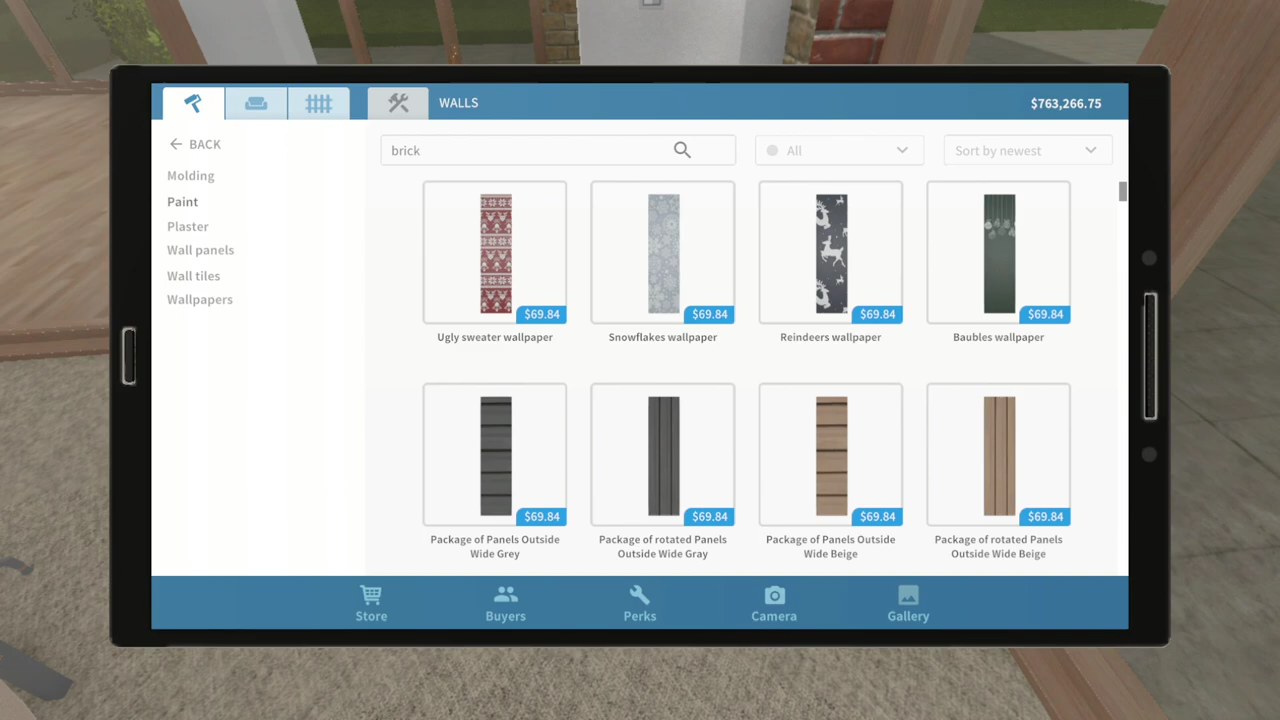 WALLS
$763,266.75
BACK
Molding
Paint
Plaster
Wall panels
Wall tiles
Wallpapers
brick
All
Sort by newest
$69.84
$69.84
$69.84
$69.84
Ugly sweater wallpaper
Snowflakes wallpaper
Reindeers wallpaper
Baubles wallpaper
$69.84
$69.84
$69.84
$69.84
Package of Panels Outside
Wide Grey
Package of rotated Panels
Outside Wide Gray
Package of Panels Outside
Wide Beige
Package of rotated Panels
Outside Wide Beige
Store
Buyers
Perks
Camera
Gallery